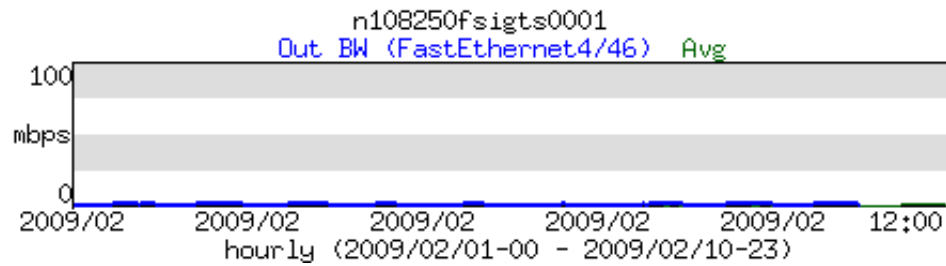 n108250fsigts0001
Out BW (FastEthernet4/46) Avg
100
mbps
0
2009/02 2009/02 2009/02 2009/02 2009/02 12:00
hourly (2009/02/01-00 - 2009/02/10-23)